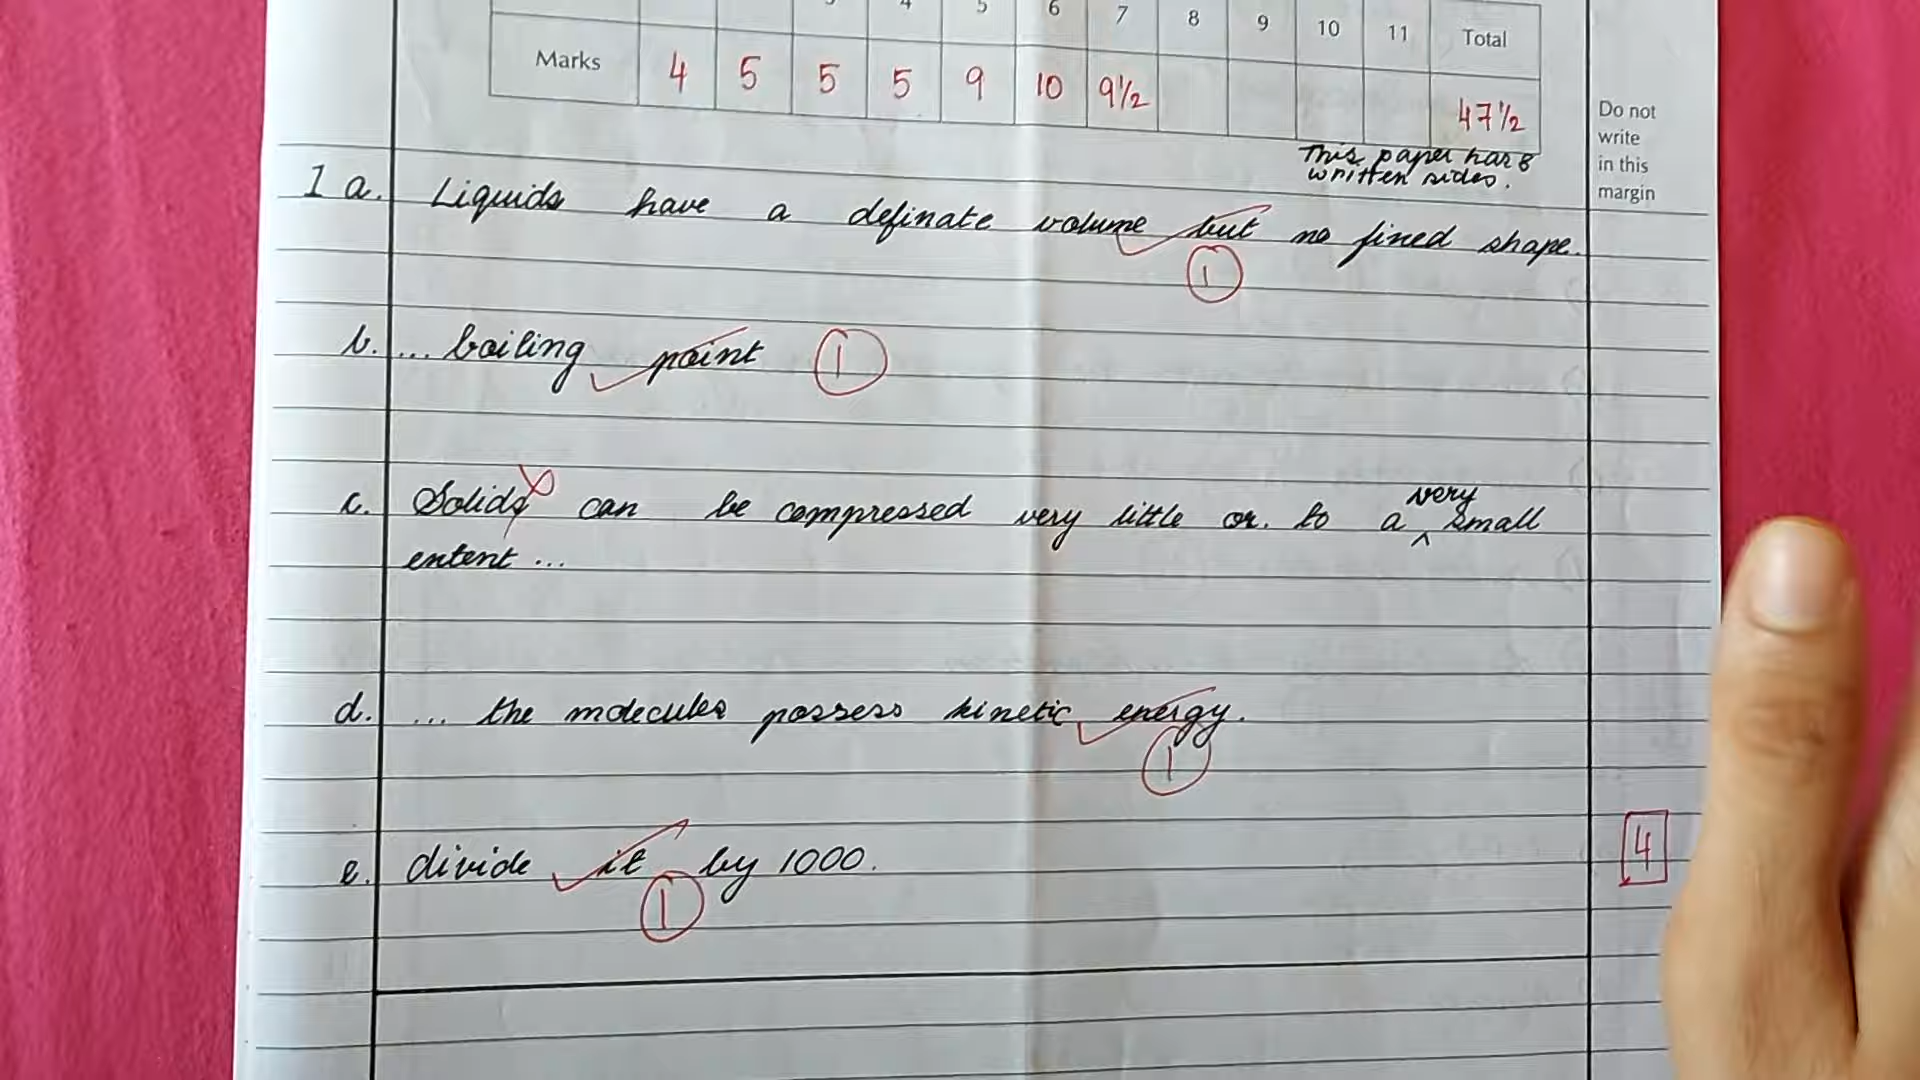 3 4 5 6 7 8 9 10 11 Total
Marks 4 5 5 5 9 10 9½ 47½
Do not
write
in this
margin
This paper has 8
written sides.
1 a. Liquids have a definate volume but no fixed shape.
1
b. ... boiling point 1
very
c. Solids can be compressed very little or. to a ^ small
extent ...
d. ... the molecules possess kinetic energy.
1
4
e. divide it by 1000.
1